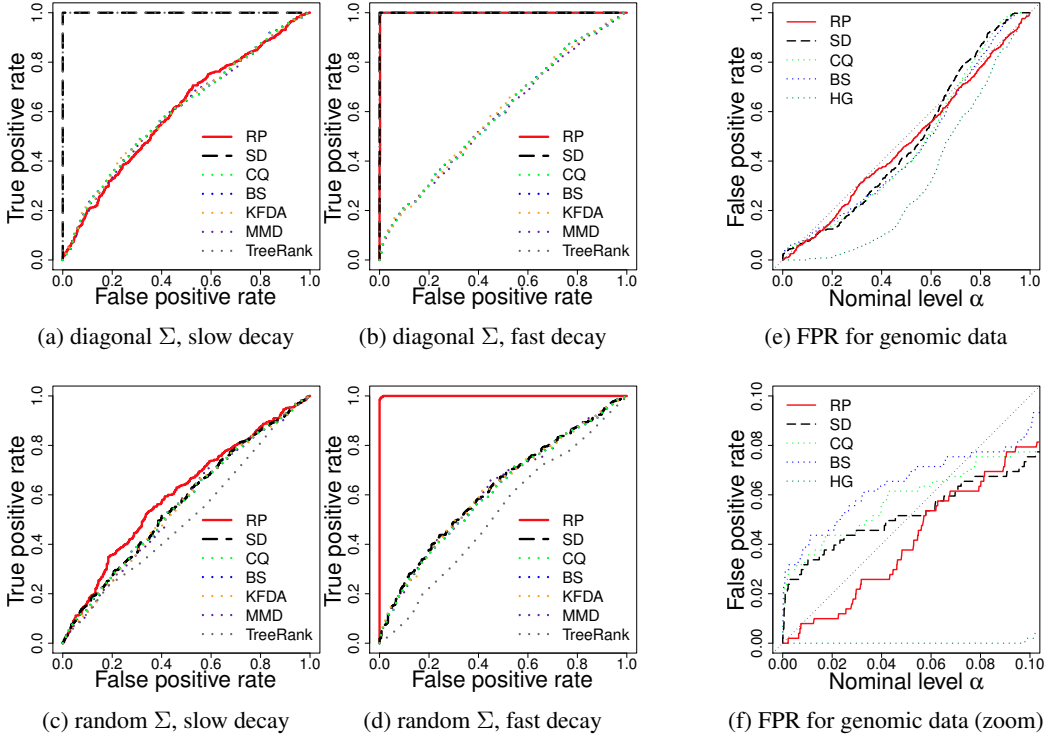 True positive rate
0.0 0.2 0.4 0.6 0.8 1.0
RP
SD
CQ
BS
KFDA
MMD
TreeRank
0.0 0.2 0.4 0.6 0.8 1.0
False positive rate
(a) diagonal Σ, slow decay
True positive rate
0.0 0.2 0.4 0.6 0.8 1.0
RP
SD
CQ
BS
KFDA
MMD
TreeRank
0.0 0.2 0.4 0.6 0.8 1.0
False positive rate
(b) diagonal Σ, fast decay
False positive rate
0.0 0.2 0.4 0.6 0.8 1.0
RP
SD
CQ
BS
HG
0.0 0.2 0.4 0.6 0.8 1.0
Nominal level α
(e) FPR for genomic data
True positive rate
0.0 0.2 0.4 0.6 0.8 1.0
RP
SD
CQ
BS
KFDA
MMD
TreeRank
0.0 0.2 0.4 0.6 0.8 1.0
False positive rate
(c) random Σ, slow decay
True positive rate
0.0 0.2 0.4 0.6 0.8 1.0
RP
SD
CQ
BS
KFDA
MMD
TreeRank
0.0 0.2 0.4 0.6 0.8 1.0
False positive rate
(d) random Σ, fast decay
False positive rate
0.00 0.02 0.04 0.06 0.08 0.10
RP
SD
CQ
BS
HG
0.00 0.02 0.04 0.06 0.08 0.10
Nominal level α
(f) FPR for genomic data (zoom)